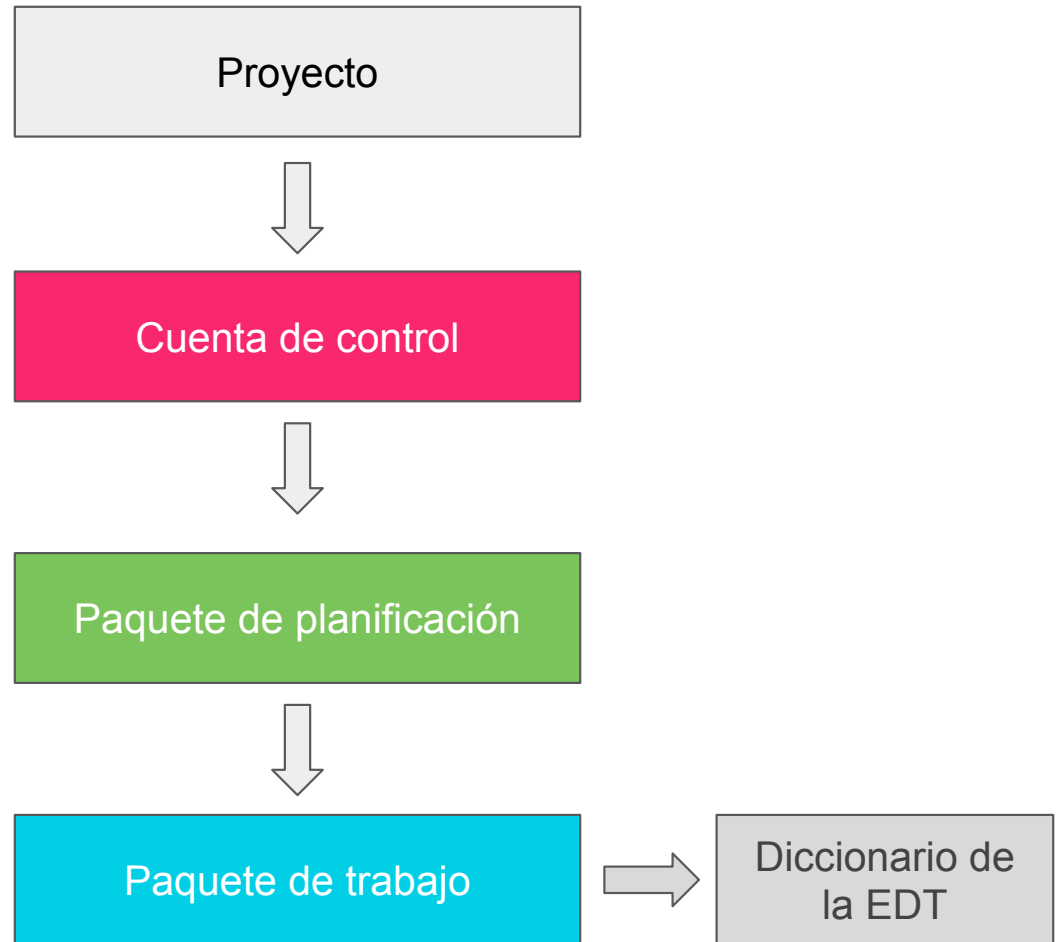 Proyecto
Cuenta de control
Paquete de planificación
Paquete de trabajo
Diccionario de
la EDT